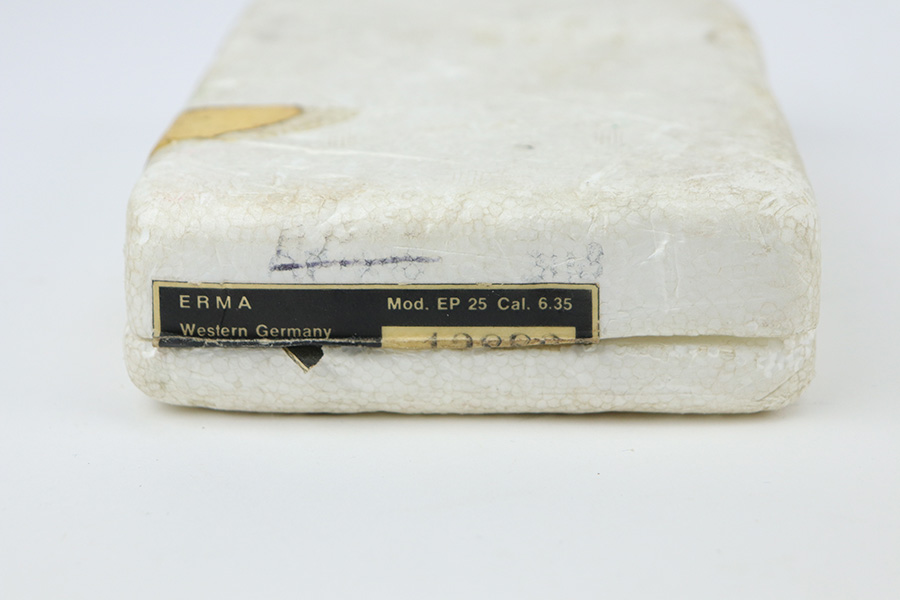 ERMA
Mod. EP 25 Cal. 6.35
Western Germany